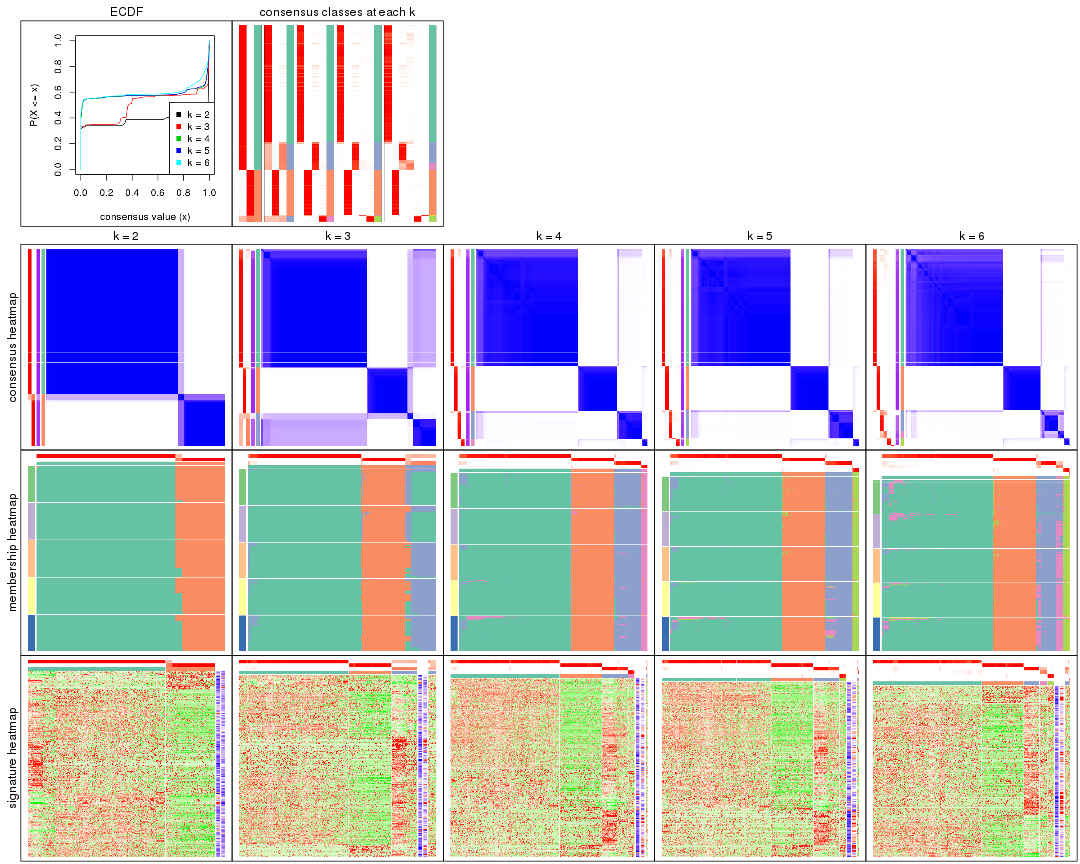 ECDF
consensus classes at each k
P(X <= x)
0.0 0.2 0.4 0.6 0.8 1.0
k = 2
k = 3
k = 4
k = 5
k = 6
0.0 0.2 0.4 0.6 0.8 1.0
consensus value (x)
k = 2
k = 3
k = 4
k = 5
k = 6
consensus heatmap
membership heatmap
signature heatmap